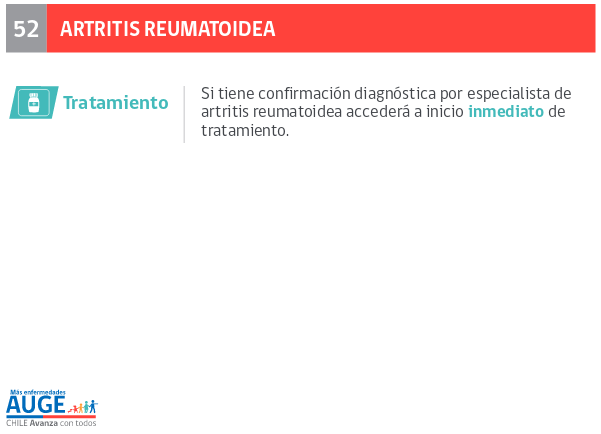 52 ARTRITIS REUMATOIDEA
Tratamiento
Si tiene confirmación diagnóstica por especialista de
artritis reumatoidea accederá a inicio inmediato de
tratamiento.
Más enfermedades
AUGE
CHILE Avanza con todos